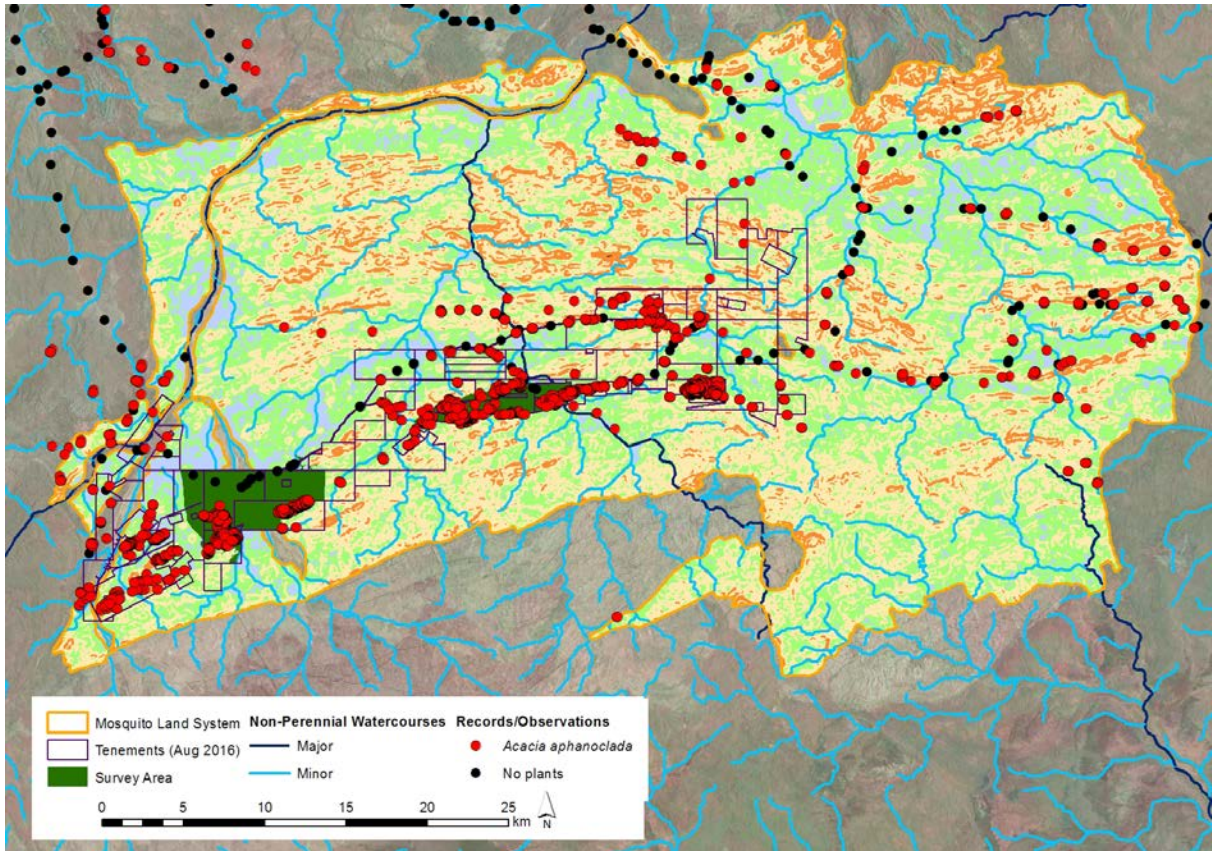 Mosquito Land System
Tenements (Aug 2016)
Survey Area
Non-Perennial Watercourses
Major
Minor
Records/Observations
Acacia aphanoclada
No plants
0 5 10 15 20 25
km
N